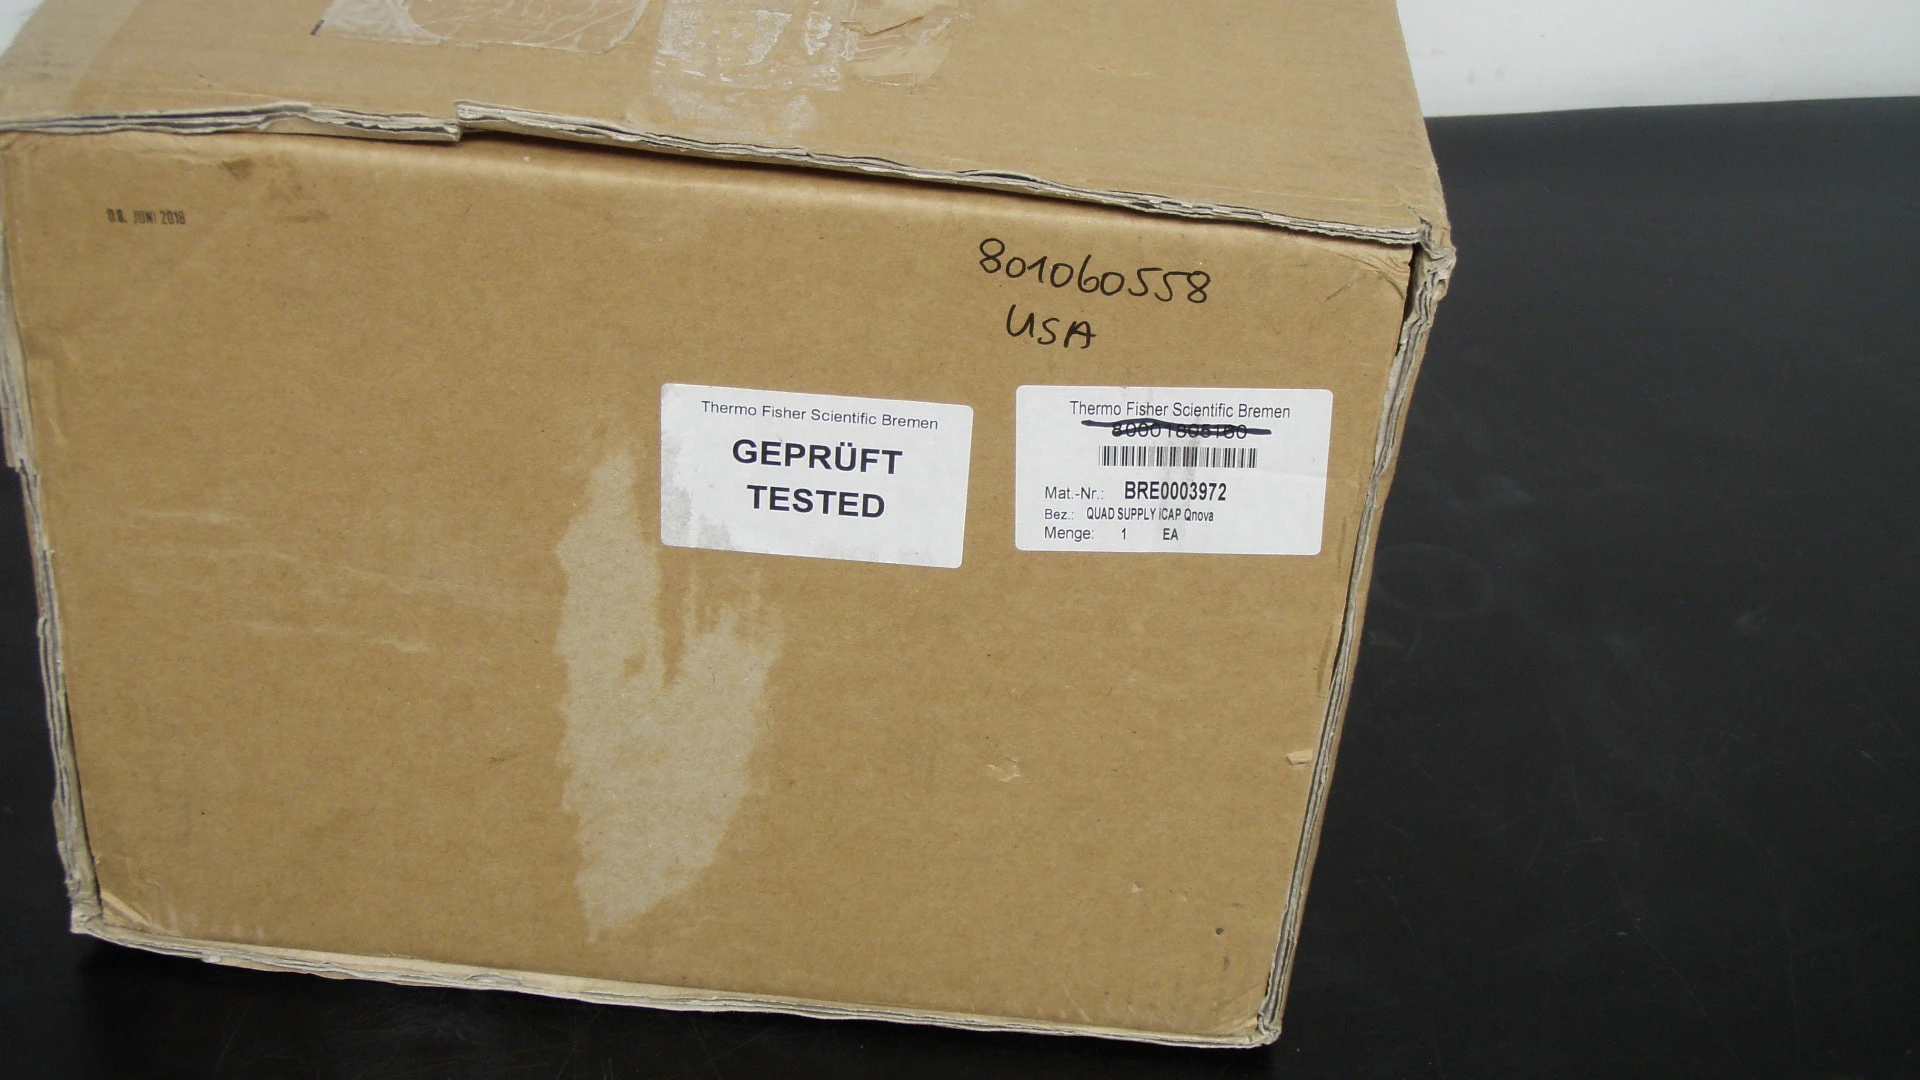 08. JUNI 2018
801060558
USA
Thermo Fisher Scientific Bremen
GEPRÜFT
TESTED
Thermo Fisher Scientific Bremen
Mat.-Nr.: BRE0003972
Bez.: QUAD SUPPLY iCAP Qnova
Menge: 1 EA